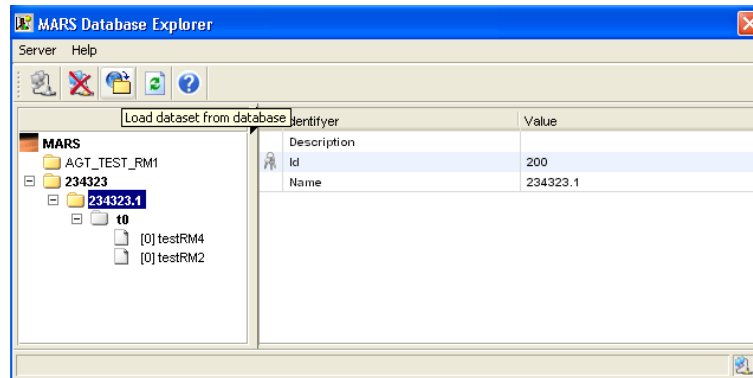 MARS Database Explorer
Server Help
Load dataset from database
dentifyer Value
MARS
Description
AGT_TEST_RM1
Id 200
234323
Name 234323.1
234323.1
t0
[0] testRM4
[0] testRM2